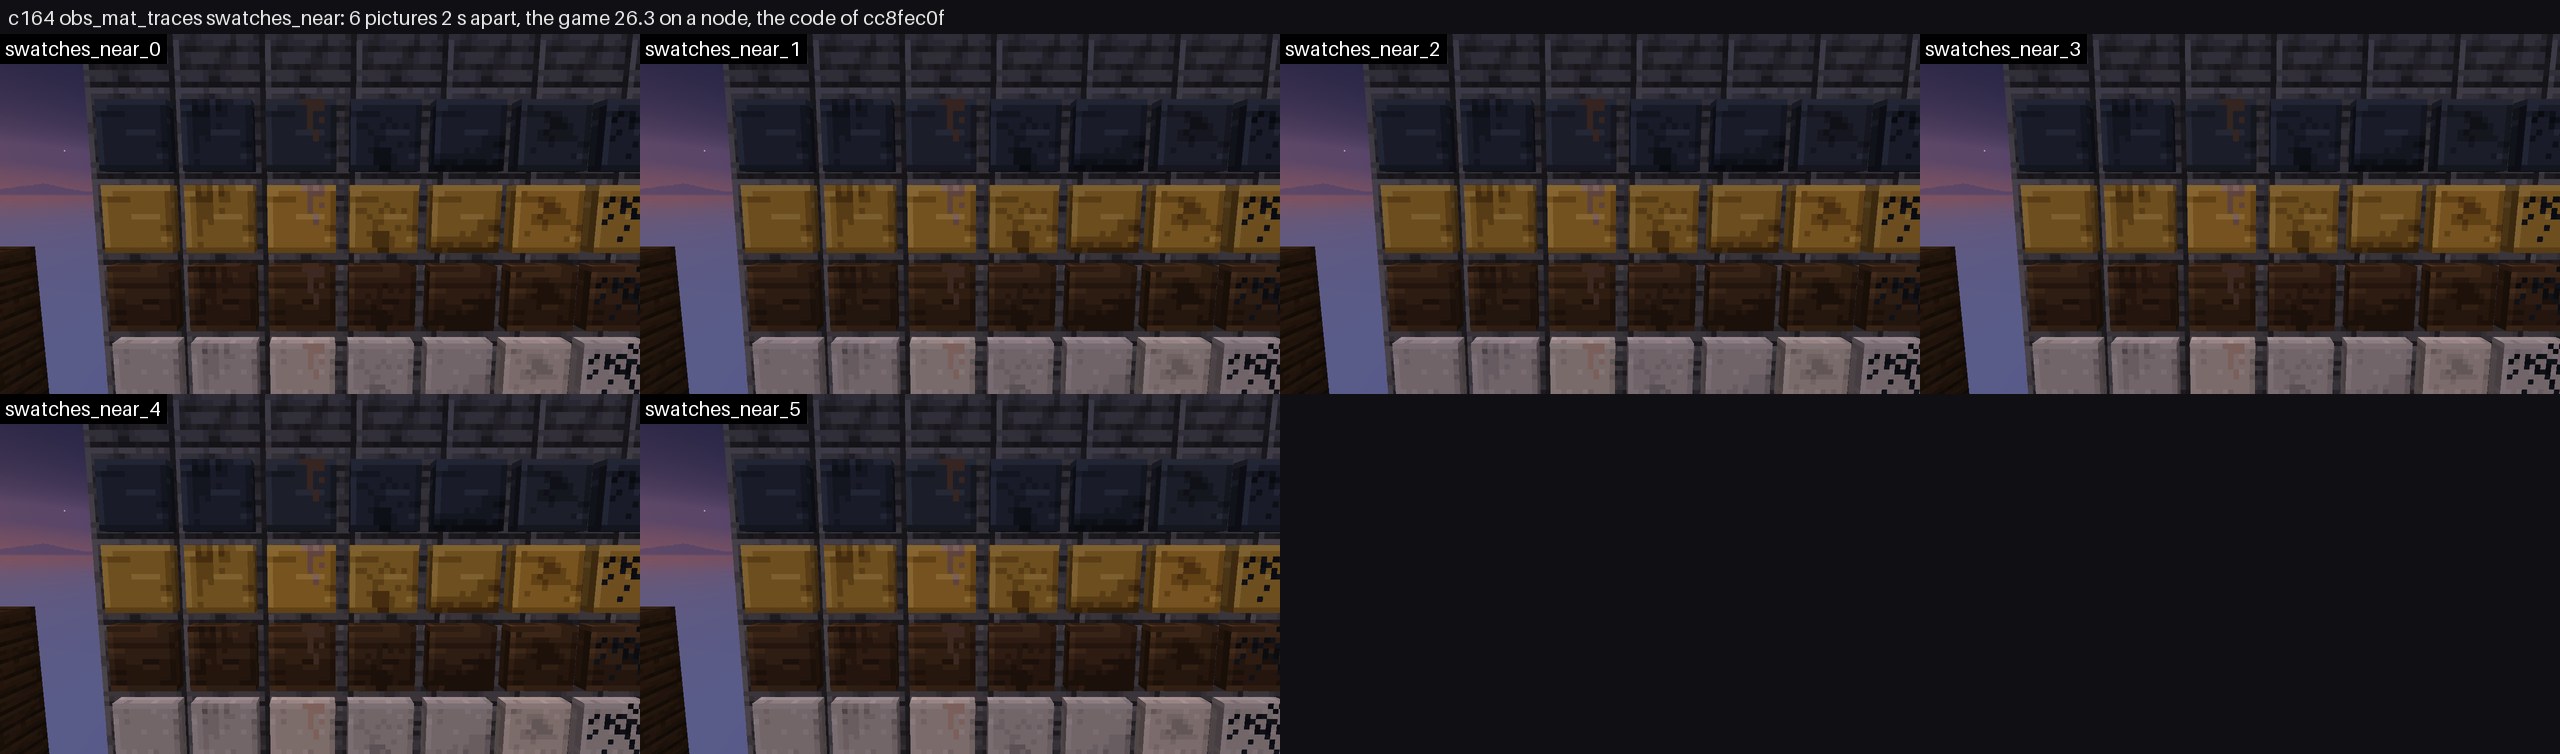 c164 obs_mat_traces swatches_near: 6 pictures 2 s apart, the game 26.3 on a node, the code of cc8fec0f
swatches_near_0
swatches_near_1
swatches_near_2
swatches_near_3
swatches_near_4
swatches_near_5